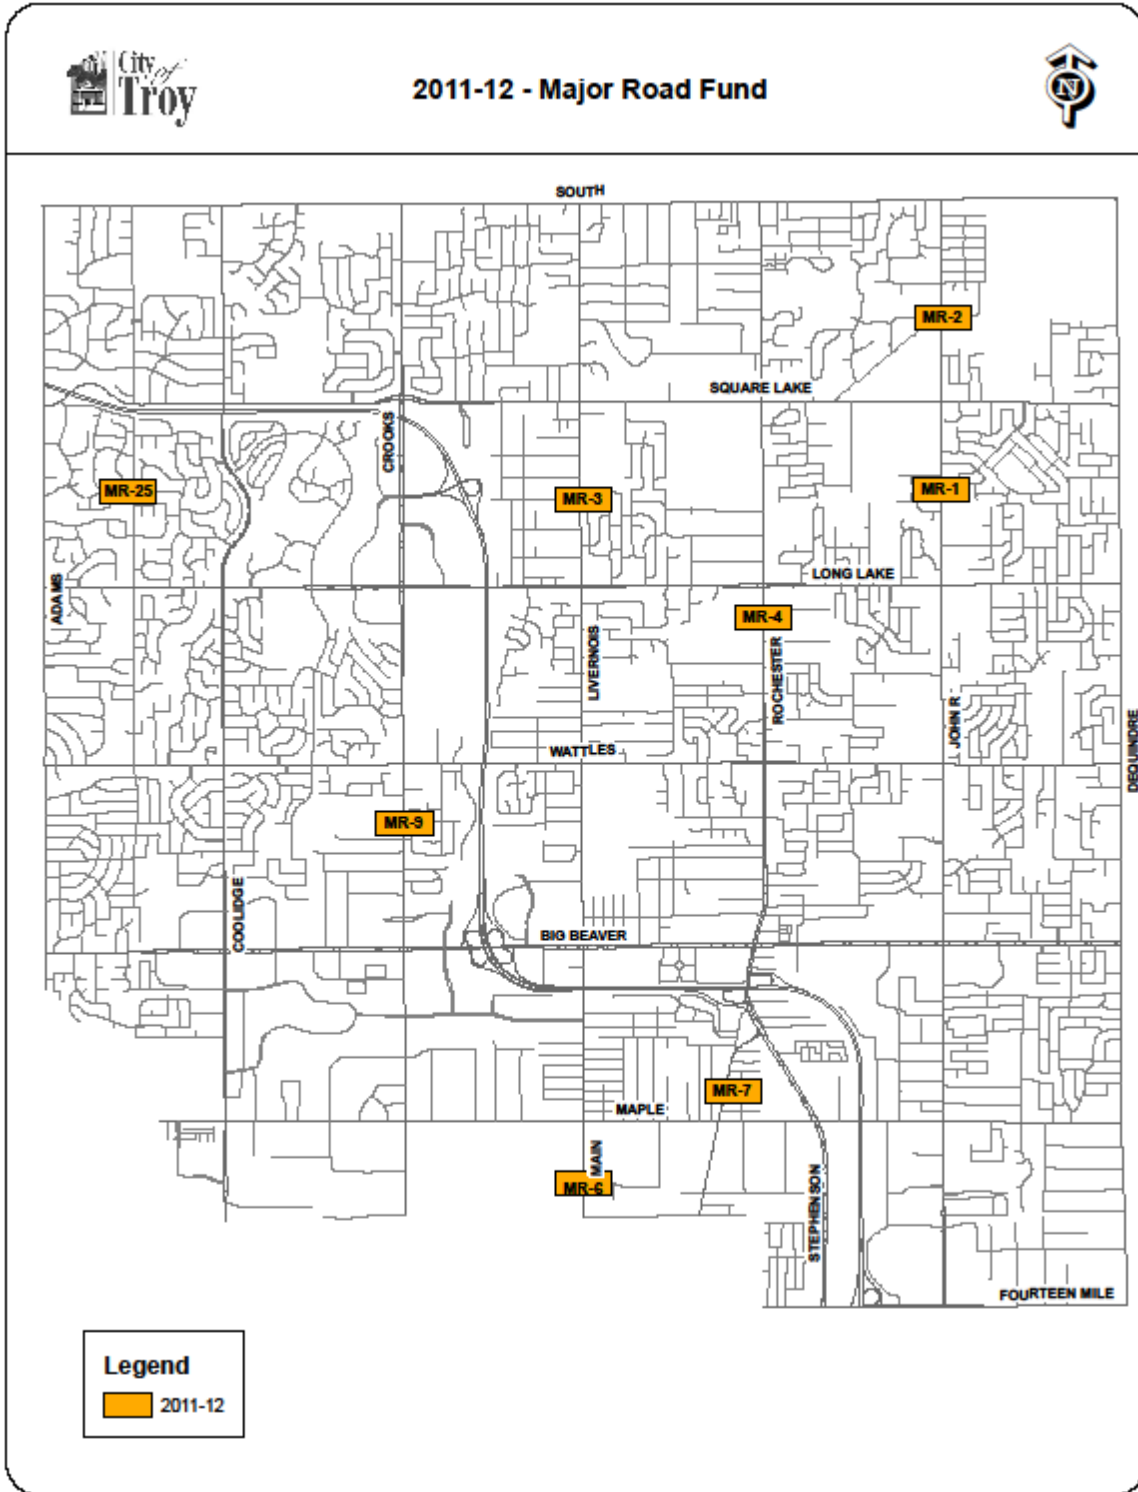 City of
Troy
2011-12 - Major Road Fund
N
SOUTH
MR-2
SQUARE LAKE
CROOKS
MR-25
MR-3
MR-1
LONG LAKE
ADAMS
MR-4
LIVERNOIS
ROCHESTER
JOHN R
DEQUINDRE
WATTLES
MR-9
COOLIDGE
BIG BEAVER
MR-7
MAPLE
MAIN
MR-6
STEPHENSON
FOURTEEN MILE
Legend
2011-12